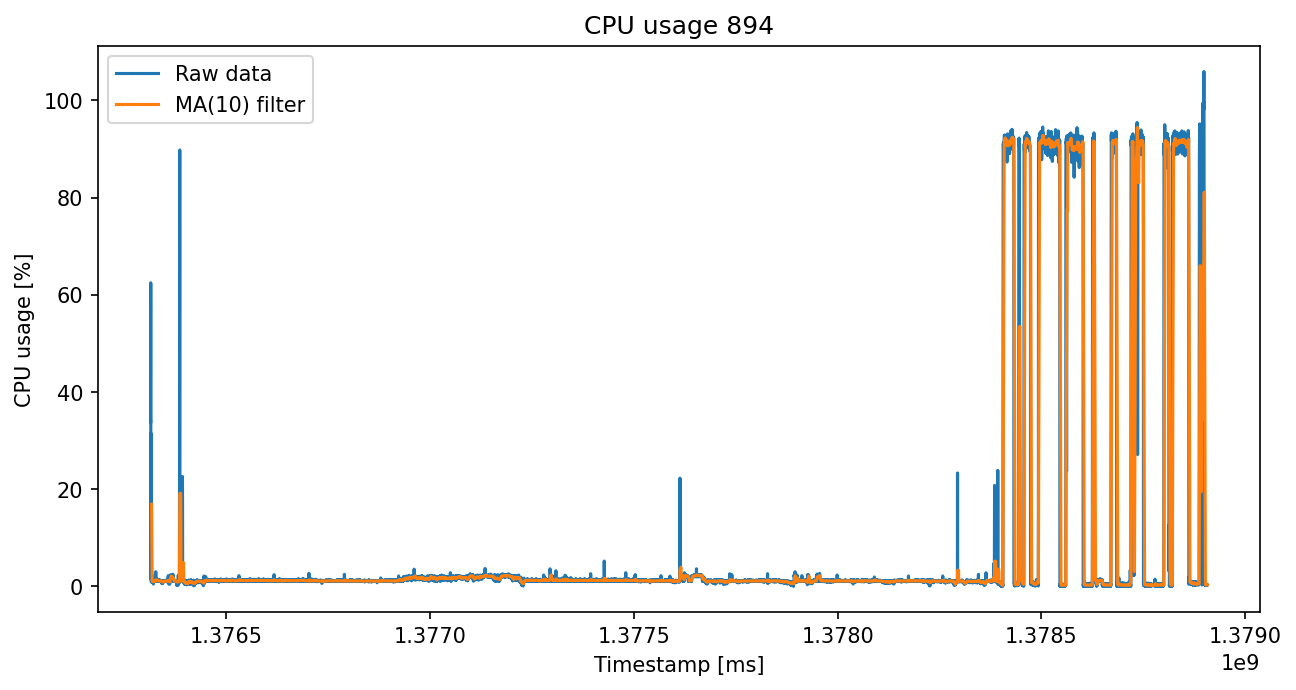 CPU usage 894
Raw data
MA(10) filter
CPU usage [%]
100
80
60
40
20
0
1.3765 1.3770 1.3775 1.3780 1.3785 1.3790
1e9
Timestamp [ms]